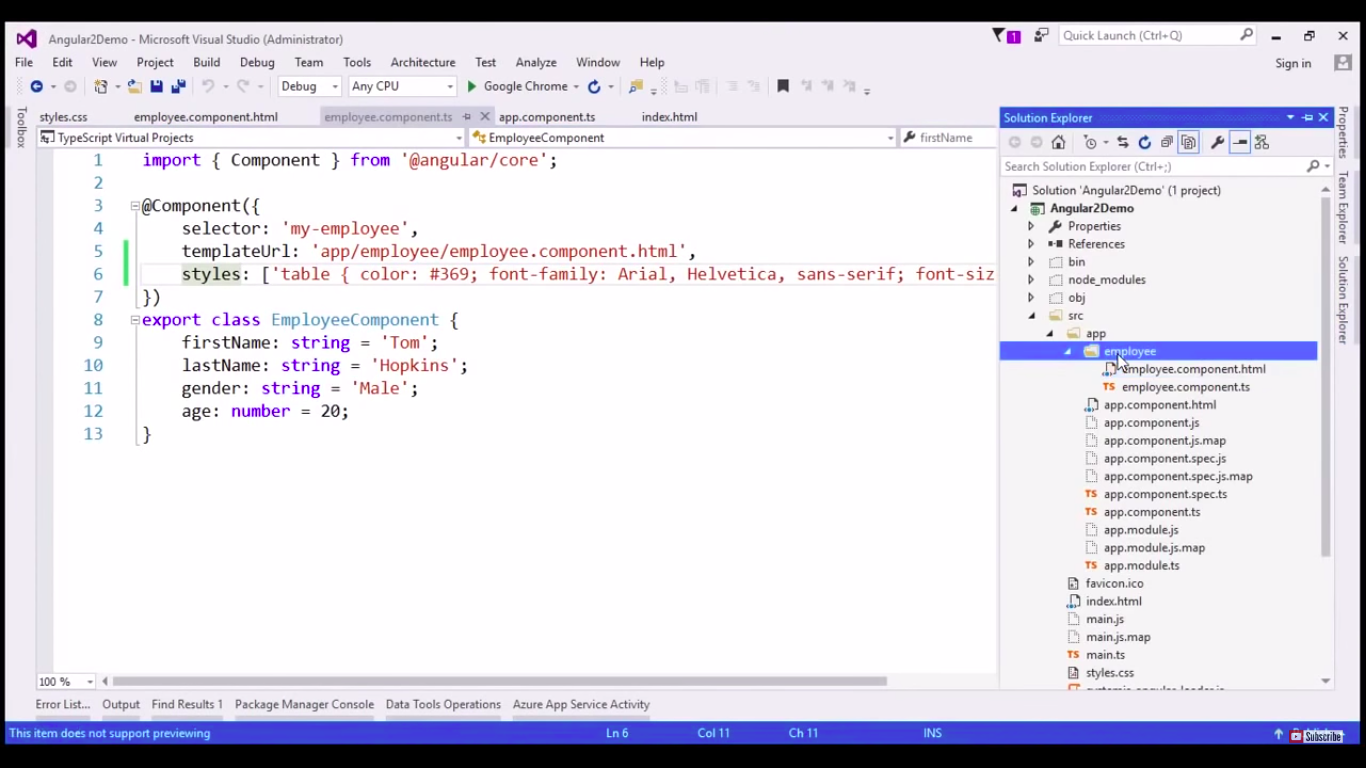 Angular2Demo - Microsoft Visual Studio (Administrator)
1
Quick Launch (Ctrl+Q)
File Edit View Project Build Debug Team Tools Architecture Test Analyze Window Help
Sign in
Debug Any CPU Google Chrome
Toolbox
styles.css employee.component.html employee.component.ts app.component.ts index.html
TypeScript Virtual Projects EmployeeComponent firstName
1 import { Component } from '@angular/core';
2
3 @Component({
4 selector: 'my-employee',
5 templateUrl: 'app/employee/employee.component.html',
6 styles: ['table { color: #369; font-family: Arial, Helvetica, sans-serif; font-siz
7 })
8 export class EmployeeComponent {
9 firstName: string = 'Tom';
10 lastName: string = 'Hopkins';
11 gender: string = 'Male';
12 age: number = 20;
13 }
100 %
Solution Explorer
Search Solution Explorer (Ctrl+;)
Solution 'Angular2Demo' (1 project)
Angular2Demo
Properties
References
bin
node_modules
obj
src
app
employee
employee.component.html
employee.component.ts
app.component.html
app.component.js
app.component.js.map
app.component.spec.js
app.component.spec.js.map
app.component.spec.ts
app.component.ts
app.module.js
app.module.js.map
app.module.ts
favicon.ico
index.html
main.js
main.js.map
main.ts
styles.css
Properties
Team Explorer
Solution Explorer
Error List... Output Find Results 1 Package Manager Console Data Tools Operations Azure App Service Activity
This item does not support previewing Ln 6 Col 11 Ch 11 INS
Subscribe